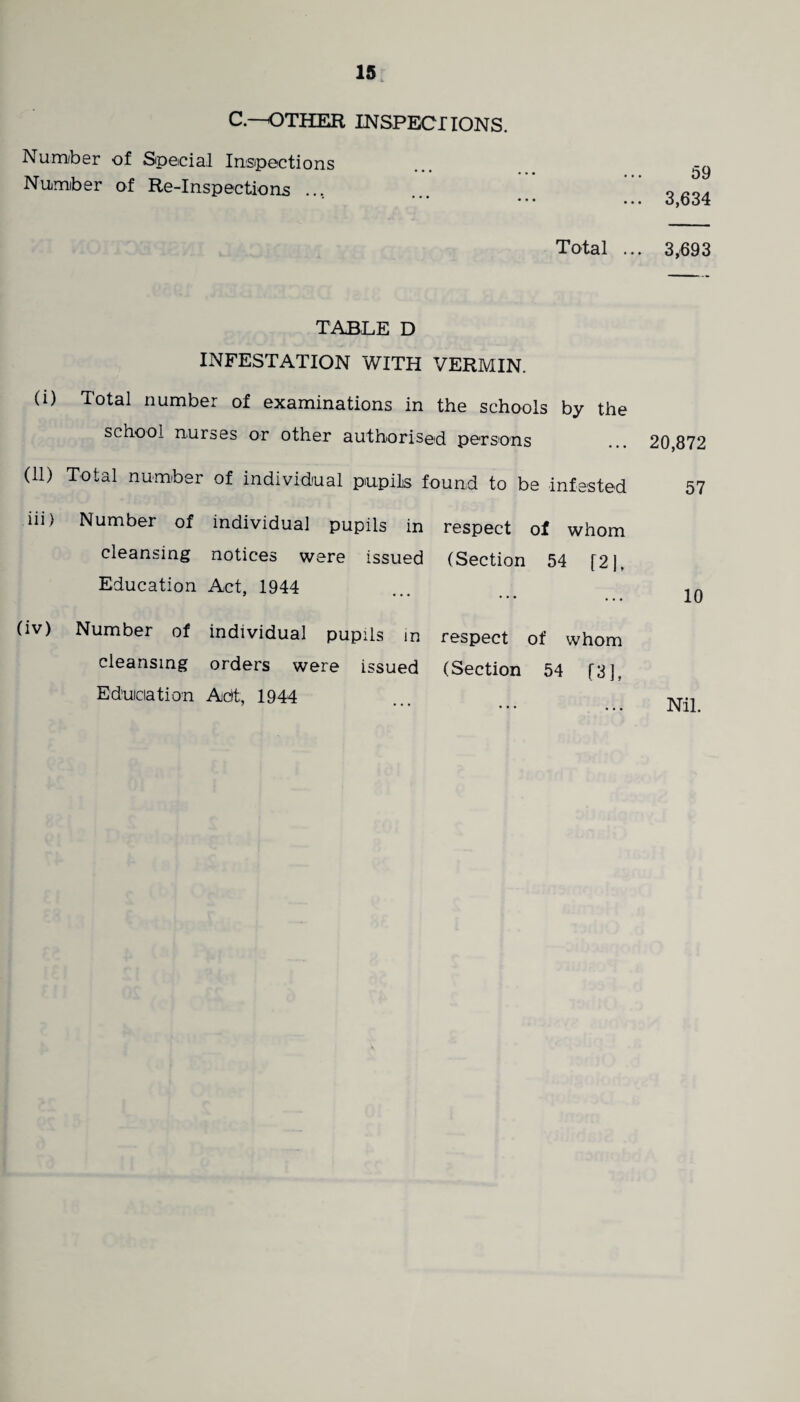 15
C.—OTHER INSPECTIONS.
Number of Special Inspections ... ... ... 59
Number of Re-Inspections ... ... ... ... 3,634
Total ... 3,693
TABLE D
INFESTATION WITH VERMIN.
(i) Total number of examinations in the schools by the
school nurses or other authorised persons ... 20,872
(11) Total number of individual pupils found to be infested 57
iii) Number of individual pupils in respect of whom
cleansing notices were issued (Section 54 [2],
Education Act, 1944 ... ... ... 10
(iv) Number of individual pupils in respect of whom
cleansing orders were issued (Section 54 [3],
Education Act, 1944 ... ... ... Nil.